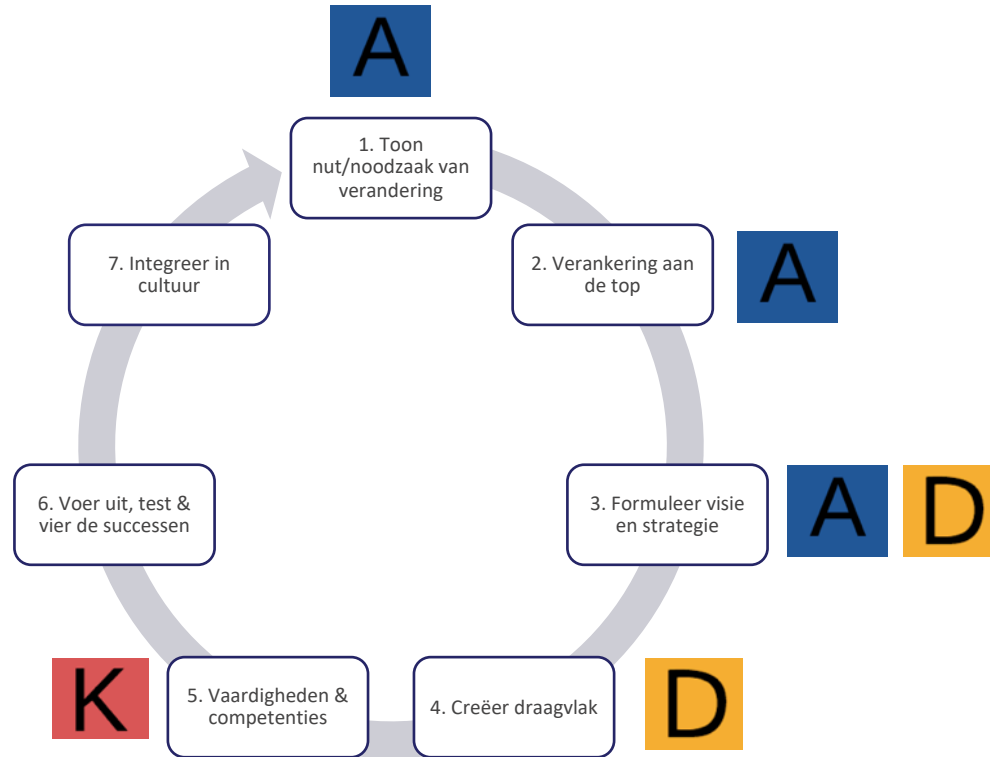 A
1. Toon
nut/noodzaak van
verandering
2. Verankering aan
de top
A
3. Formuleer visie
en strategie
A
D
4. Creëer draagvlak
D
5. Vaardigheden &
competenties
K
6. Voer uit, test &
vier de successen
7. Integreer in
cultuur